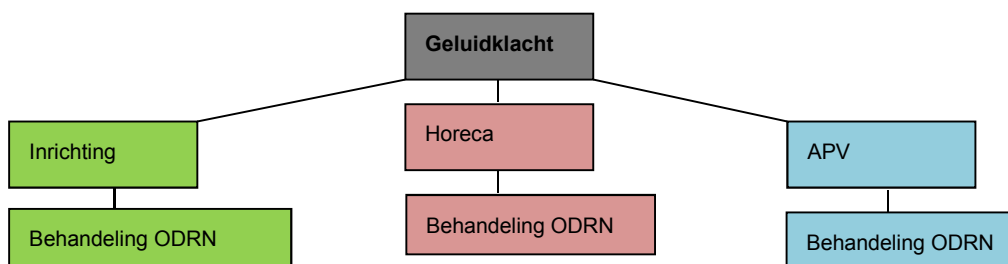 Geluidklacht
Inrichting
Horeca
APV
Behandeling ODRN
Behandeling ODRN
Behandeling ODRN